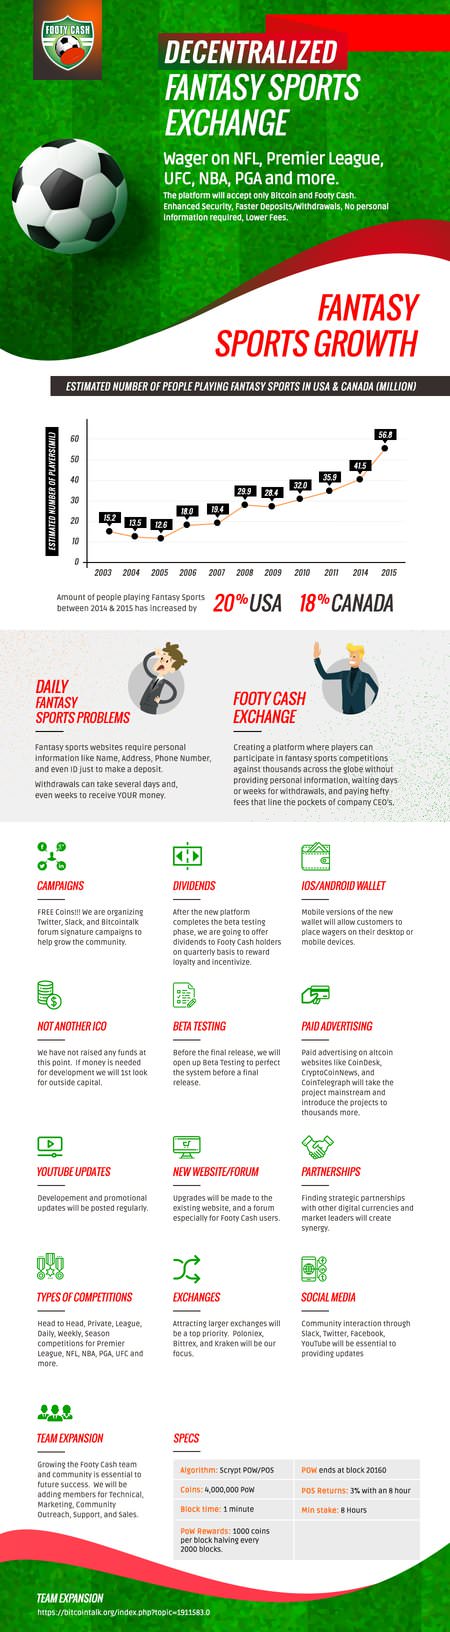 FOOTY CASH
DECENTRALIZED
FANTASY SPORTS
EXCHANGE
Wager on NFL, Premier League,
UFC, NBA, PGA and more.
The platform will accept only Bitcoin and Footy Cash.
Enhanced Security, Faster Deposits/Withdrawals, No personal
information required, Lower Fees.
FANTASY
SPORTS GROWTH
ESTIMATED NUMBER OF PEOPLE PLAYING FANTASY SPORTS IN USA & CANADA (MILLION)
ESTIMATED NUMBER OF PLAYERS(MIL)
60
50
40
30
20
10
0
15.2
13.5
12.6
18.0
19.4
29.9
28.4
32.0
35.9
41.5
56.8
2003 2004 2005 2006 2007 2008 2009 2010 2011 2014 2015
Amount of people playing Fantasy Sports
between 2014 & 2015 has increased by
20% USA 18% CANADA
DAILY
FANTASY
SPORTS PROBLEMS
Fantasy sports websites require personal
information like Name, Address, Phone Number,
and even ID just to make a deposit.
Withdrawals can take several days and,
even weeks to receive YOUR money.
FOOTY CASH
EXCHANGE
Creating a platform where players can
participate in fantasy sports competitions
against thousands across the globe without
providing personal information, waiting days
or weeks for withdrawals, and paying hefty
fees that line the pockets of company CEO's.
CAMPAIGNS
FREE Coins!!! We are organizing
Twitter, Slack, and Bitcointalk
forum signature campaigns to
help grow the community.
DIVIDENDS
After the new platform
completes the beta testing
phase, we are going to offer
dividends to Footy Cash holders
on quarterly basis to reward
loyalty and incentivize.
IOS/ANDROID WALLET
Mobile versions of the new
wallet will allow customers to
place wagers on their desktop or
mobile devices.
NOT ANOTHER ICO
We have not raised any funds at
this point. If money is needed
for development we will 1st look
for outside capital.
BETA TESTING
Before the final release, we will
open up Beta Testing to perfect
the system before a final
release.
PAID ADVERTISING
Paid advertising on altcoin
websites like CoinDesk,
CryptoCoinNews, and
CoinTelegraph will take the
project mainstream and
introduce the projects to
thousands more.
YOUTUBE UPDATES
Developement and promotional
updates will be posted regularly.
NEW WEBSITE/FORUM
Upgrades will be made to the
existing website, and a forum
especially for Footy Cash users.
PARTNERSHIPS
Finding strategic partnerships
with other digital currencies and
market leaders will create
synergy.
TYPES OF COMPETITIONS
Head to Head, Private, League,
Daily, Weekly, Season
competitions for Premier
League, NFL, NBA, PGA, UFC and
more.
EXCHANGES
Attracting larger exchanges will
be a top priority. Poloniex,
Bittrex, and Kraken will be our
focus.
SOCIAL MEDIA
Community interaction through
Slack, Twitter, Facebook,
YouTube will be essential to
providing updates
TEAM EXPANSION
Growing the Footy Cash team
and community is essential to
future success. We will be
adding members for Technical,
Marketing, Community
Outreach, Support, and Sales.
SPECS
Algorithm: Scrypt POW/POS
POW ends at block 20160
Coins: 4,000,000 PoW
POS Returns: 3% with an 8 hour
Block time: 1 minute
Min stake: 8 Hours
PoW Rewards: 1000 coins
per block halving every
2000 blocks.
TEAM EXPANSION
https://bitcointalk.org/index.php?topic=1911583.0